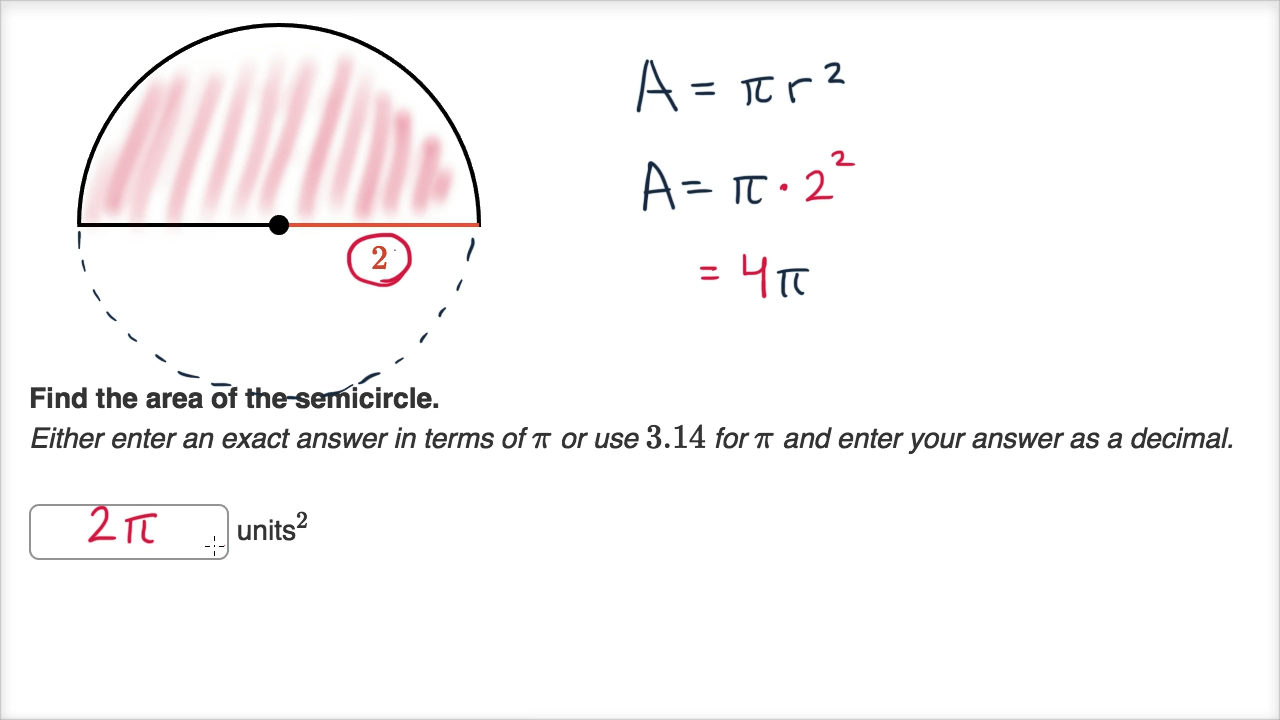 A = πr²
A = π · 2²
= 4π
2
Find the area of the semicircle.
Either enter an exact answer in terms of π or use 3.14 for π and enter your answer as a decimal.
2π units²